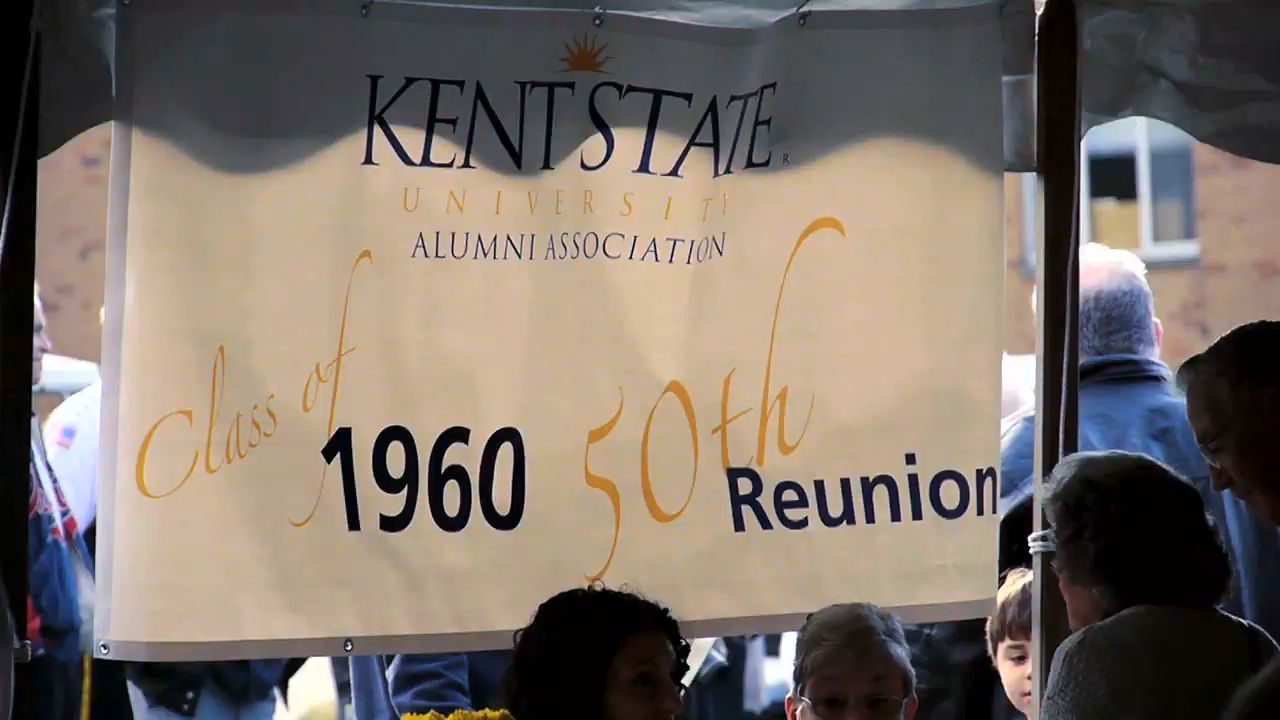 KENT STATE®
UNIVERSITY
ALUMNI ASSOCIATION
Class of
1960
50th
Reunion